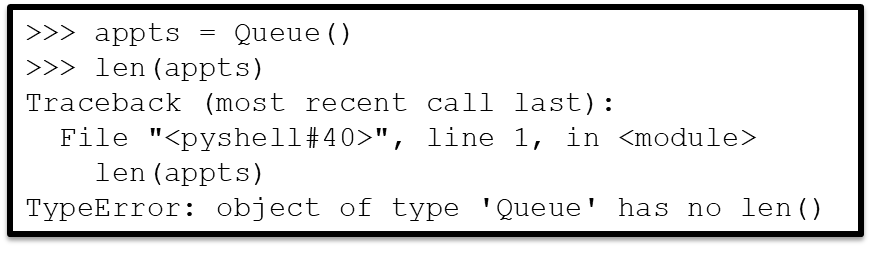 >>> appts = Queue()
>>> len(appts)
Traceback (most recent call last):
  File "<pyshell#40>", line 1, in <module>
    len(appts)
TypeError: object of type 'Queue' has no len()